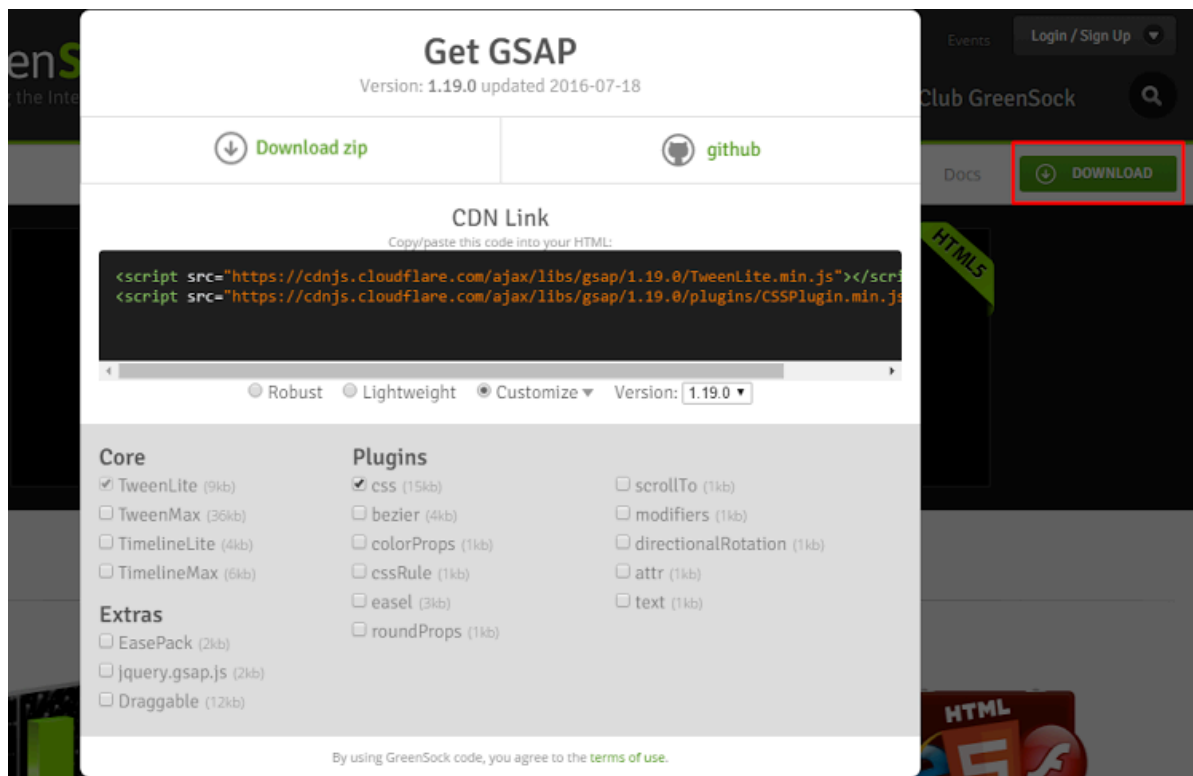 Get GSAP
Version: 1.19.0 updated 2016-07-18
Download zip
github
CDN Link
Copy/paste this code into your HTML:
<script src="https://cdnjs.cloudflare.com/ajax/libs/gsap/1.19.0/TweenLite.min.js"></scri
<script src="https://cdnjs.cloudflare.com/ajax/libs/gsap/1.19.0/plugins/CSSPlugin.min.js
Robust Lightweight Customize Version: 1.19.0
Core
TweenLite (9kb)
TweenMax (36kb)
TimelineLite (4kb)
TimelineMax (6kb)
Extras
EasePack (2kb)
jquery.gsap.js (2kb)
Draggable (12kb)
Plugins
css (15kb)
bezier (4kb)
colorProps (1kb)
cssRule (1kb)
easel (3kb)
roundProps (1kb)
scrollTo (1kb)
modifiers (1kb)
directionalRotation (1kb)
attr (1kb)
text (1kb)
By using GreenSock code, you agree to the terms of use.
enS
the Inte
Events
Login / Sign Up
Club GreenSock
Docs
DOWNLOAD
HTML5
HTML
5